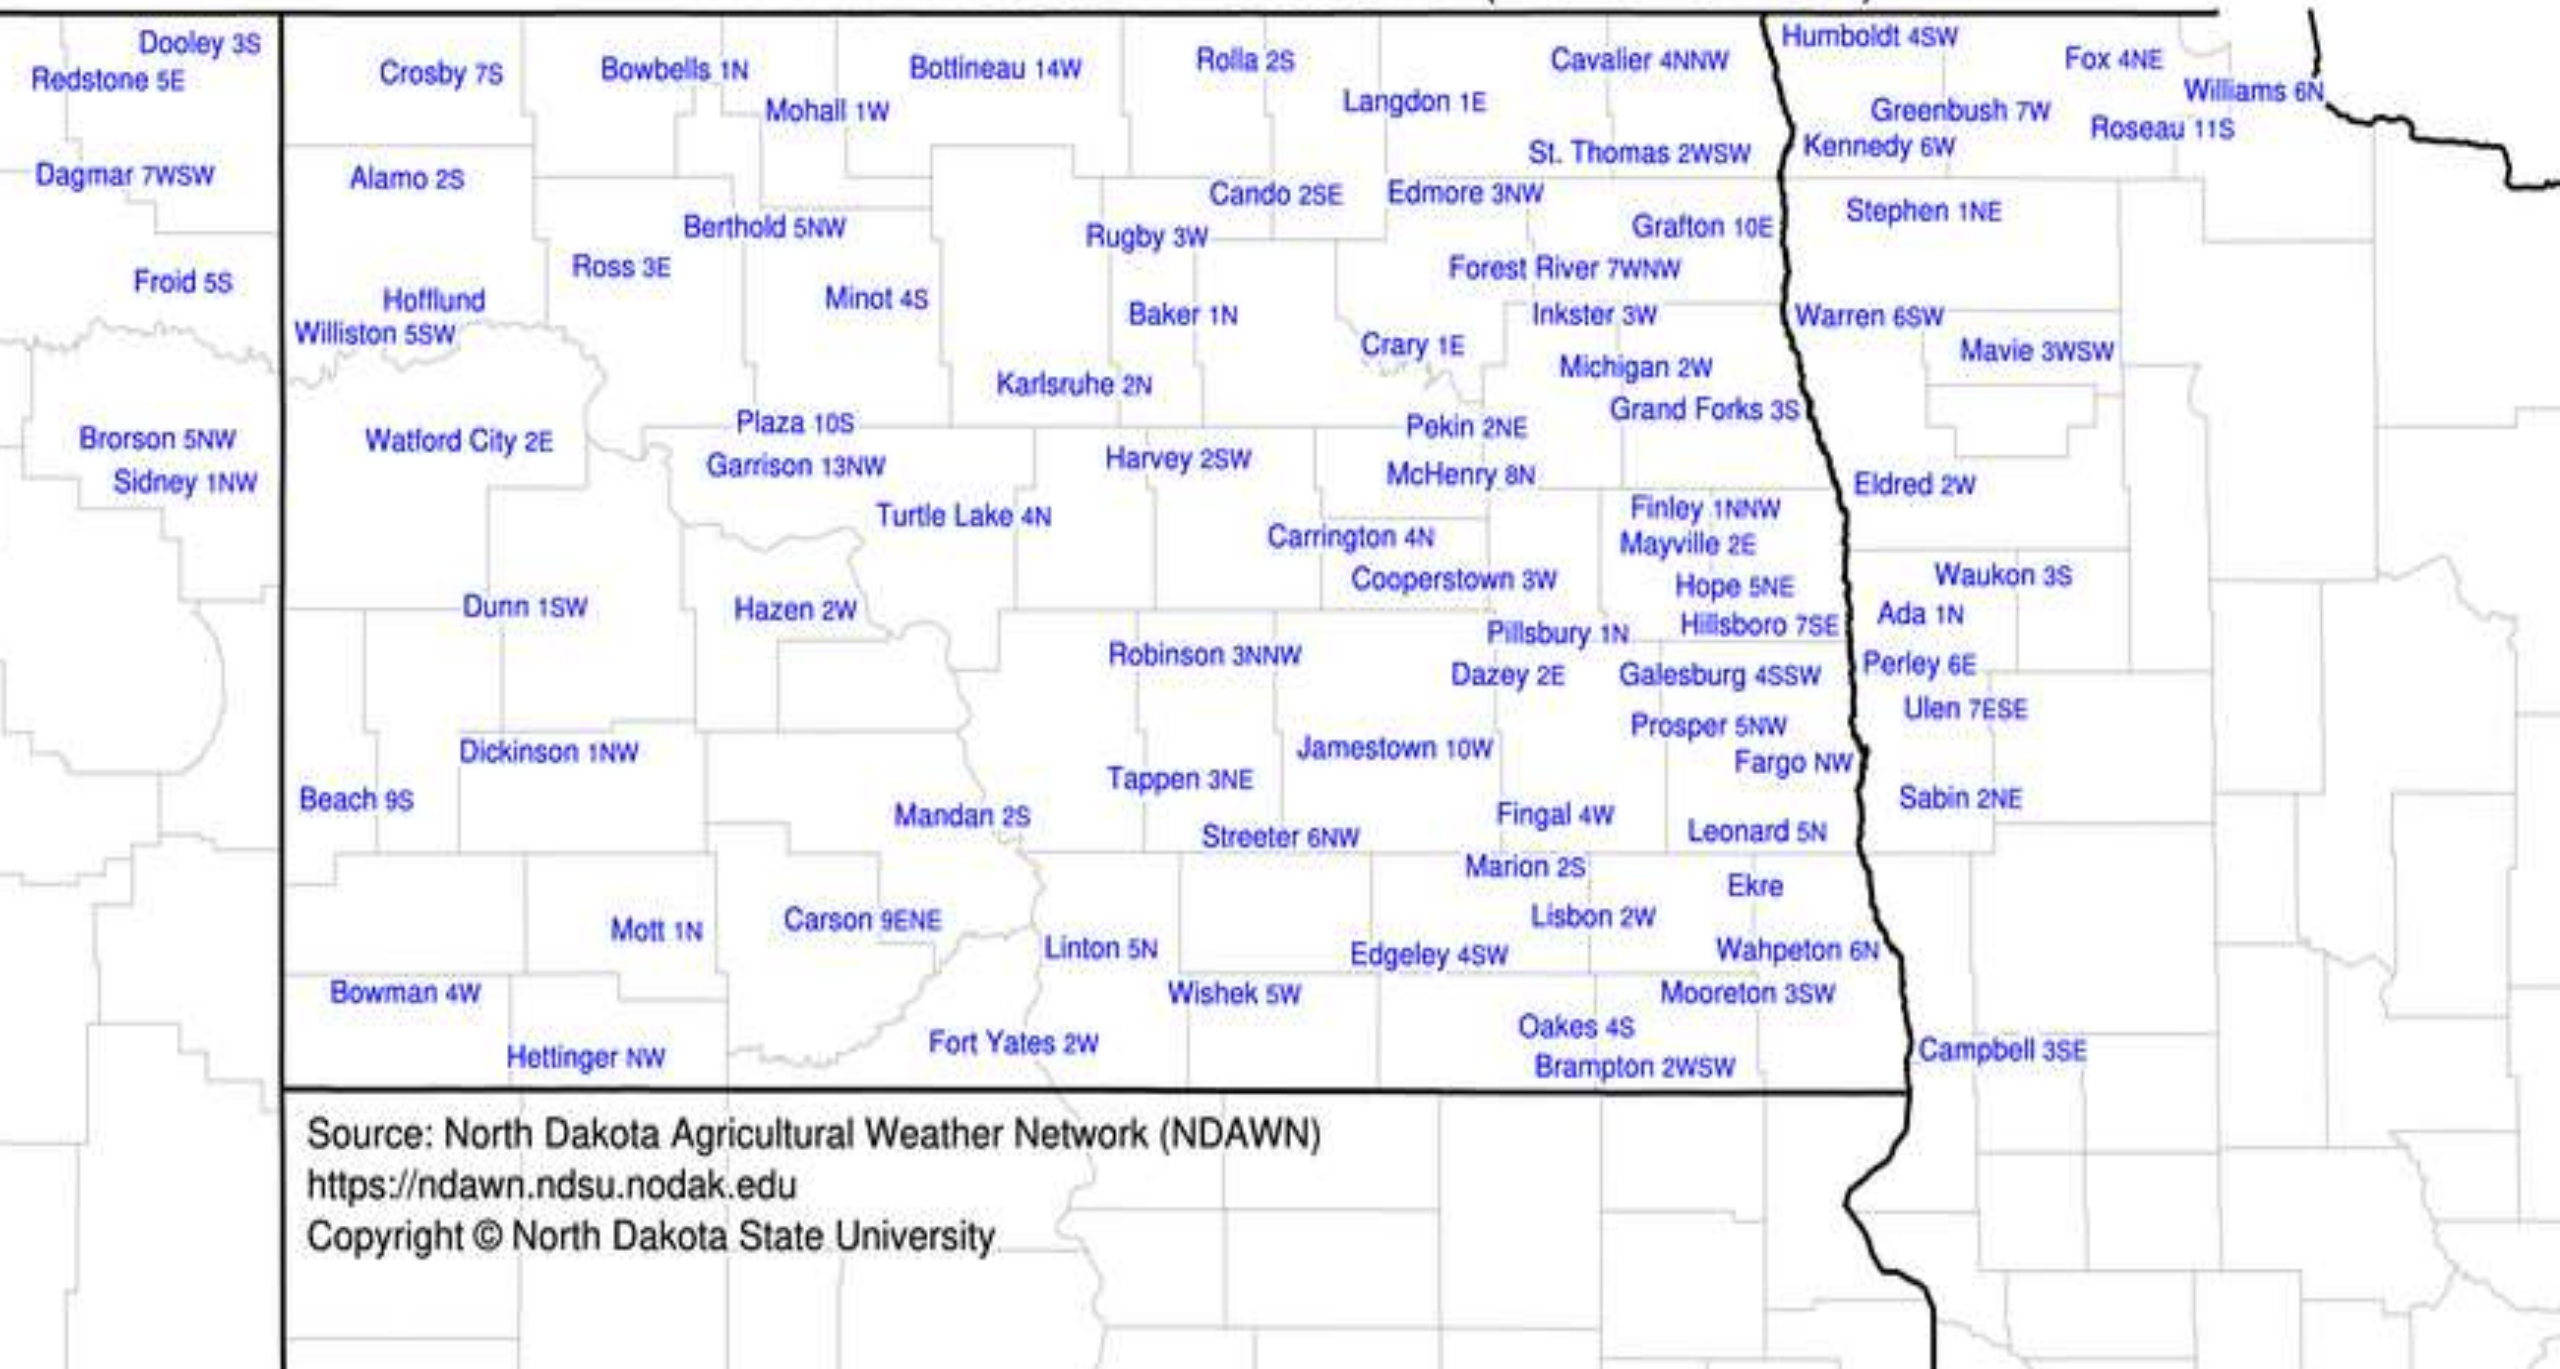 Dooley 3S
Redstone 5E
Dagmar 7WSW
Froid 5S
Brorson 5NW
Sidney 1NW
Crosby 7S
Bowbells 1N
Mohall 1W
Bottineau 14W
Rolla 2S
Langdon 1E
Cavalier 4NNW
St. Thomas 2WSW
Alamo 2S
Berthold 5NW
Ross 3E
Rugby 3W
Cando 2SE
Edmore 3NW
Grafton 10E
Forest River 7WNW
Hofflund
Williston 5SW
Minot 4S
Baker 1N
Inkster 3W
Crary 1E
Michigan 2W
Karlsruhe 2N
Grand Forks 3S
Watford City 2E
Plaza 10S
Pekin 2NE
Garrison 13NW
Harvey 2SW
McHenry 8N
Turtle Lake 4N
Finley 1NNW
Carrington 4N
Mayville 2E
Cooperstown 3W
Hope 5NE
Dunn 1SW
Hazen 2W
Hillsboro 7SE
Pillsbury 1N
Robinson 3NNW
Dazey 2E
Galesburg 4SSW
Prosper 5NW
Dickinson 1NW
Jamestown 10W
Fargo NW
Tappen 3NE
Beach 9S
Mandan 2S
Fingal 4W
Streeter 6NW
Leonard 5N
Marion 2S
Ekre
Lisbon 2W
Mott 1N
Carson 9ENE
Linton 5N
Edgeley 4SW
Wahpeton 6N
Bowman 4W
Wishek 5W
Mooreton 3SW
Oakes 4S
Hettinger NW
Fort Yates 2W
Brampton 2WSW
Humboldt 4SW
Fox 4NE
Williams 6N
Greenbush 7W
Roseau 11S
Kennedy 6W
Stephen 1NE
Warren 6SW
Mavie 3WSW
Eldred 2W
Waukon 3S
Ada 1N
Perley 6E
Ulen 7ESE
Sabin 2NE
Campbell 3SE
Source: North Dakota Agricultural Weather Network (NDAWN)
https://ndawn.ndsu.nodak.edu
Copyright © North Dakota State University